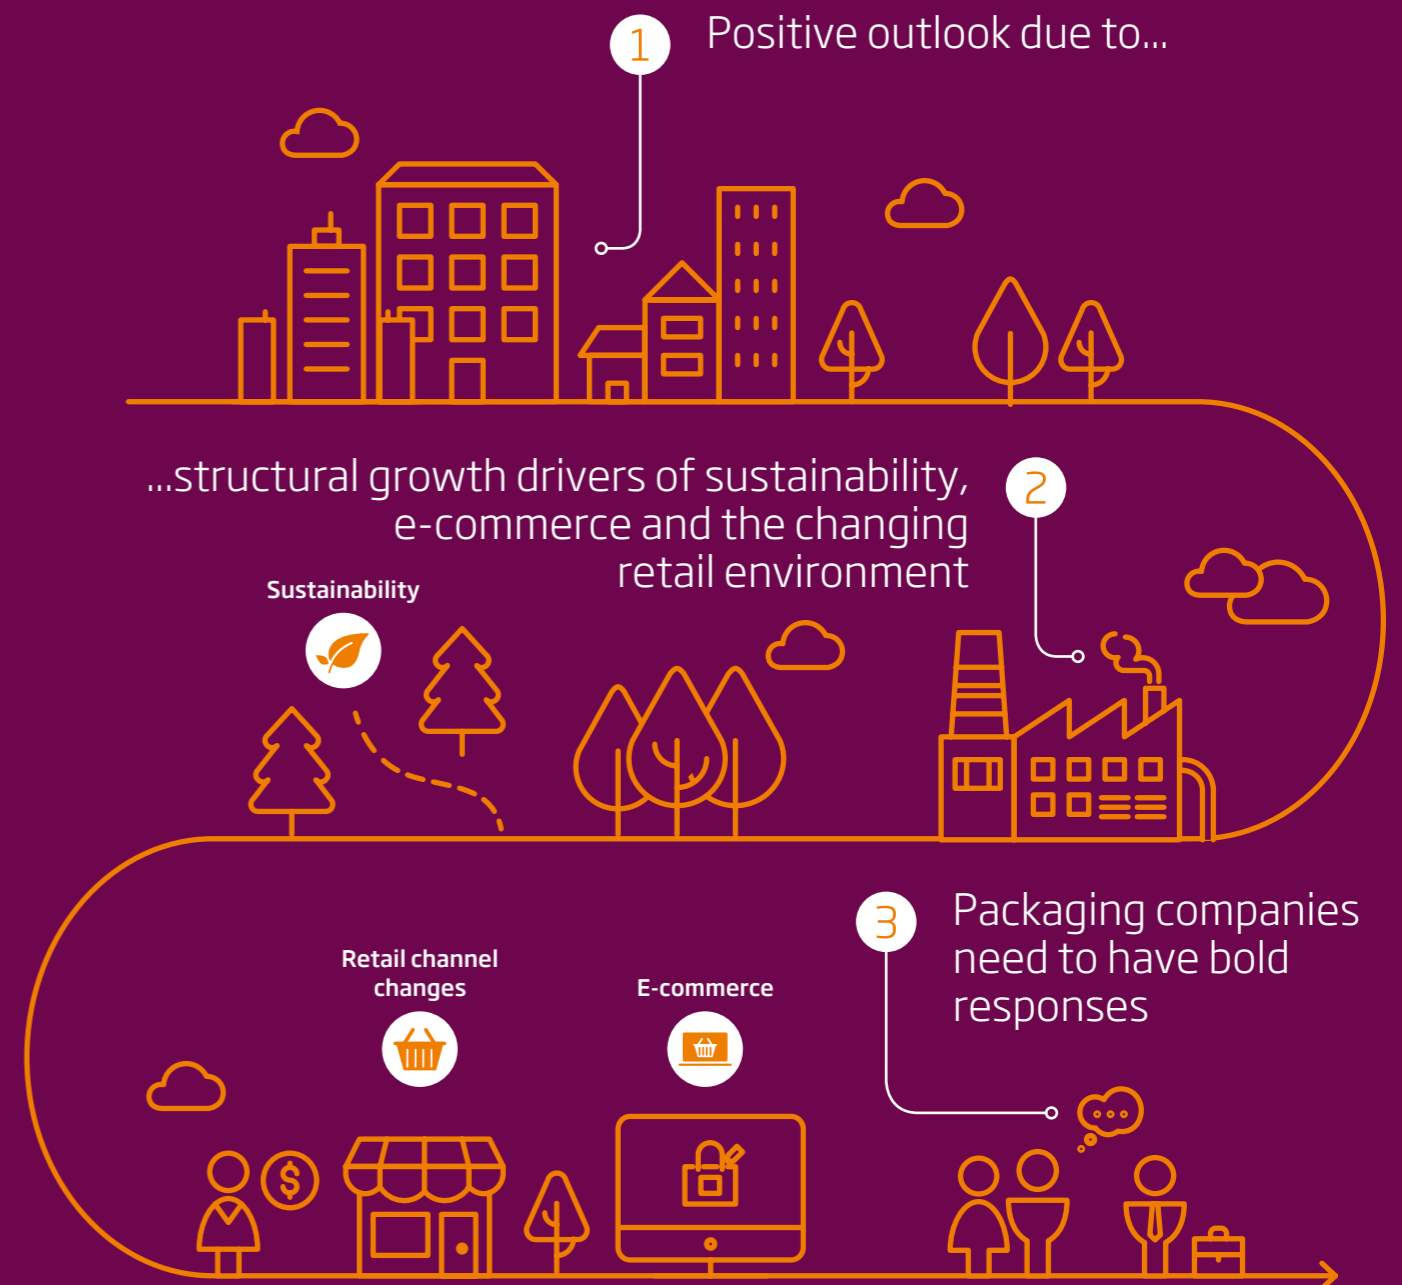 1
Positive outlook due to...
...structural growth drivers of sustainability,
e-commerce and the changing
retail environment
2
Sustainability
3
Packaging companies
need to have bold
responses
Retail channel
changes
E-commerce
$